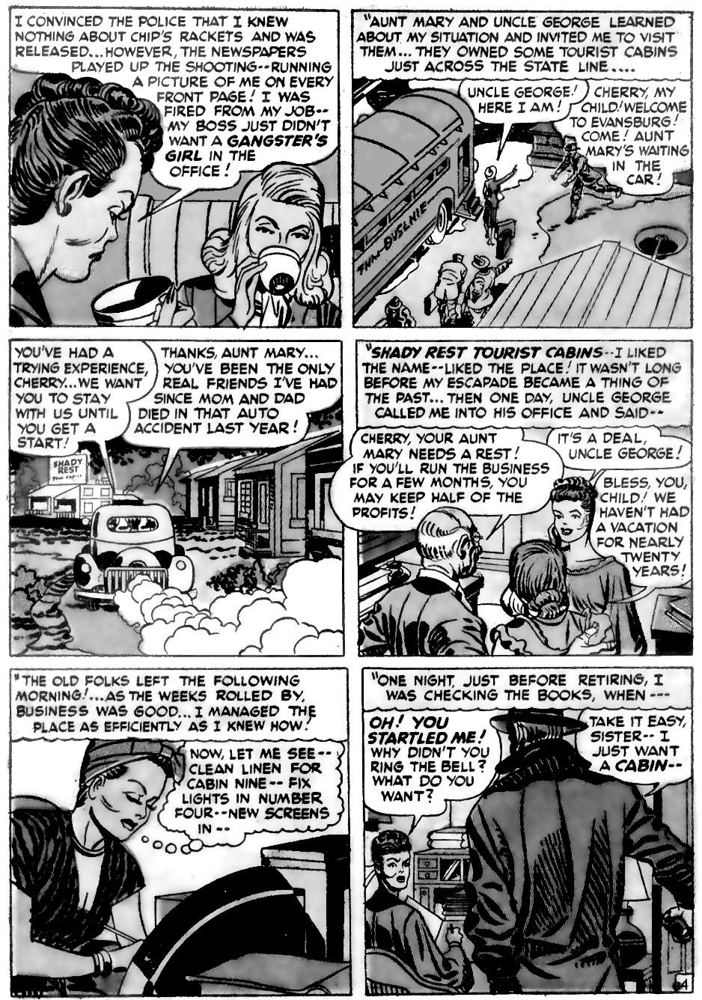 I CONVINCED THE POLICE THAT I KNEW
NOTHING ABOUT CHIP'S RACKETS AND WAS
RELEASED...HOWEVER, THE NEWSPAPERS
PLAYED UP THE SHOOTING--RUNNING
A PICTURE OF ME ON EVERY
FRONT PAGE! I WAS
FIRED FROM MY JOB--
MY BOSS JUST DIDN'T
WANT A GANGSTER'S
GIRL IN THE
OFFICE!
"AUNT MARY AND UNCLE GEORGE LEARNED
ABOUT MY SITUATION AND INVITED ME TO VISIT
THEM... THEY OWNED SOME TOURIST CABINS
JUST ACROSS THE STATE LINE....
UNCLE GEORGE!
HERE I AM!
CHERRY, MY
CHILD! WELCOME
TO EVANSBURG!
COME! AUNT
MARY'S WAITING
IN THE
CAR!
YOU'VE HAD A
TRYING EXPERIENCE,
CHERRY...WE WANT
YOU TO STAY
WITH US UNTIL
YOU GET A
START!
THANKS, AUNT MARY...
YOU'VE BEEN THE ONLY
REAL FRIENDS I'VE HAD
SINCE MOM AND DAD
DIED IN THAT AUTO
ACCIDENT LAST YEAR!
SHADY
REST
"SHADY REST TOURIST CABINS--I LIKED
THE NAME--LIKED THE PLACE! IT WASN'T LONG
BEFORE MY ESCAPADE BECAME A THING OF
THE PAST...THEN ONE DAY, UNCLE GEORGE
CALLED ME INTO HIS OFFICE AND SAID--
CHERRY, YOUR AUNT
MARY NEEDS A REST!
IF YOU'LL RUN THE BUSINESS
FOR A FEW MONTHS, YOU
MAY KEEP HALF OF THE
PROFITS!
IT'S A DEAL,
UNCLE GEORGE!
BLESS, YOU,
CHILD! WE
HAVEN'T HAD
A VACATION
FOR NEARLY
TWENTY
YEARS!
"THE OLD FOLKS LEFT THE FOLLOWING
MORNING!...AS THE WEEKS ROLLED BY,
BUSINESS WAS GOOD...I MANAGED THE
PLACE AS EFFICIENTLY AS I KNEW HOW!
NOW, LET ME SEE--
CLEAN LINEN FOR
CABIN NINE--FIX
LIGHTS IN NUMBER
FOUR--NEW SCREENS
IN --
"ONE NIGHT, JUST BEFORE RETIRING, I
WAS CHECKING THE BOOKS, WHEN ---
OH! YOU
STARTLED ME!
WHY DIDN'T YOU
RING THE BELL?
WHAT DO YOU
WANT?
TAKE IT EASY,
SISTER-- I
JUST WANT
A CABIN--
4